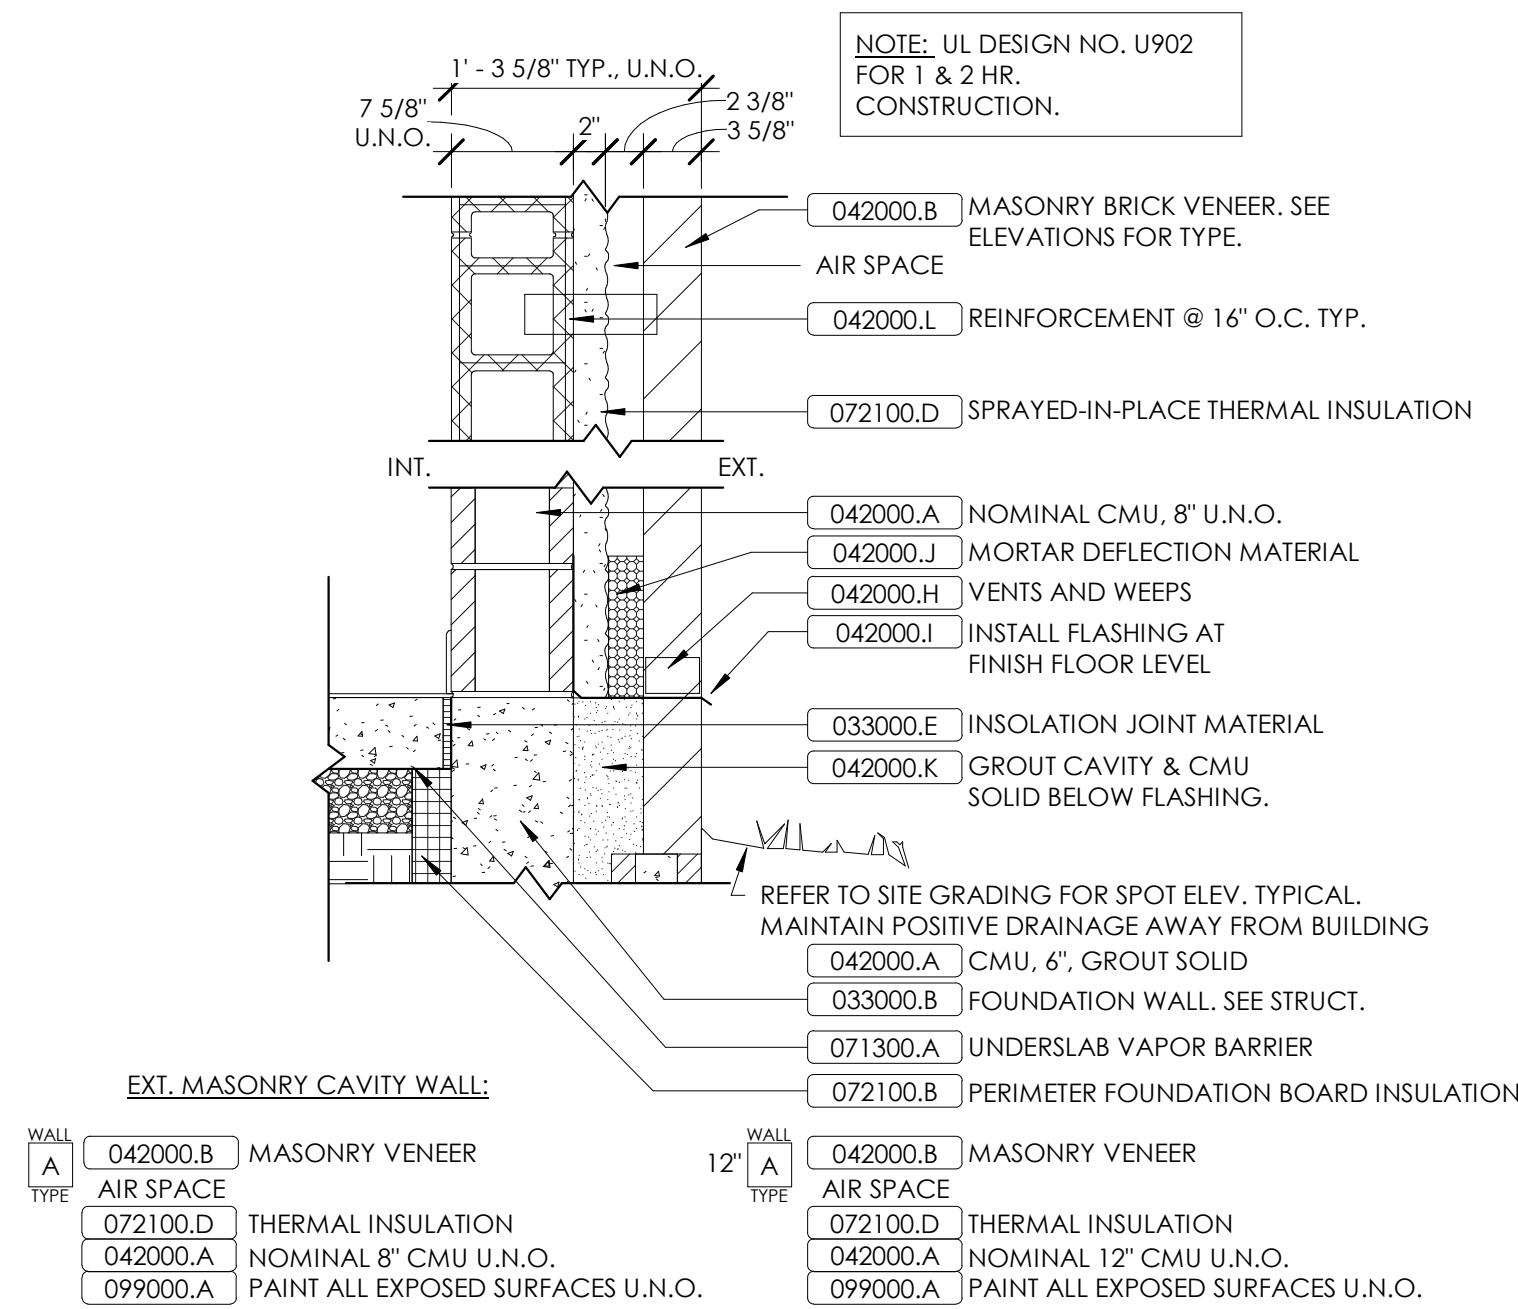 NOTE: UL DESIGN NO. U902
FOR 1 & 2 HR.
CONSTRUCTION.
1' - 3 5/8" TYP., U.N.O.
7 5/8"
U.N.O.
2"
2 3/8"
3 5/8"
042000.B MASONRY BRICK VENEER. SEE
ELEVATIONS FOR TYPE.
AIR SPACE
042000.L REINFORCEMENT @ 16" O.C. TYP.
072100.D SPRAYED-IN-PLACE THERMAL INSULATION
INT.
EXT.
042000.A NOMINAL CMU, 8" U.N.O.
042000.J MORTAR DEFLECTION MATERIAL
042000.H VENTS AND WEEPS
042000.I INSTALL FLASHING AT
FINISH FLOOR LEVEL
033000.E INSOLATION JOINT MATERIAL
042000.K GROUT CAVITY & CMU
SOLID BELOW FLASHING.
REFER TO SITE GRADING FOR SPOT ELEV. TYPICAL.
MAINTAIN POSITIVE DRAINAGE AWAY FROM BUILDING
042000.A CMU, 6", GROUT SOLID
033000.B FOUNDATION WALL. SEE STRUCT.
071300.A UNDERSLAB VAPOR BARRIER
072100.B PERIMETER FOUNDATION BOARD INSULATION
EXT. MASONRY CAVITY WALL:
WALL
A
TYPE
042000.B MASONRY VENEER
AIR SPACE
072100.D THERMAL INSULATION
042000.A NOMINAL 8" CMU U.N.O.
099000.A PAINT ALL EXPOSED SURFACES U.N.O.
12"
WALL
A
TYPE
042000.B MASONRY VENEER
AIR SPACE
072100.D THERMAL INSULATION
042000.A NOMINAL 12" CMU U.N.O.
099000.A PAINT ALL EXPOSED SURFACES U.N.O.